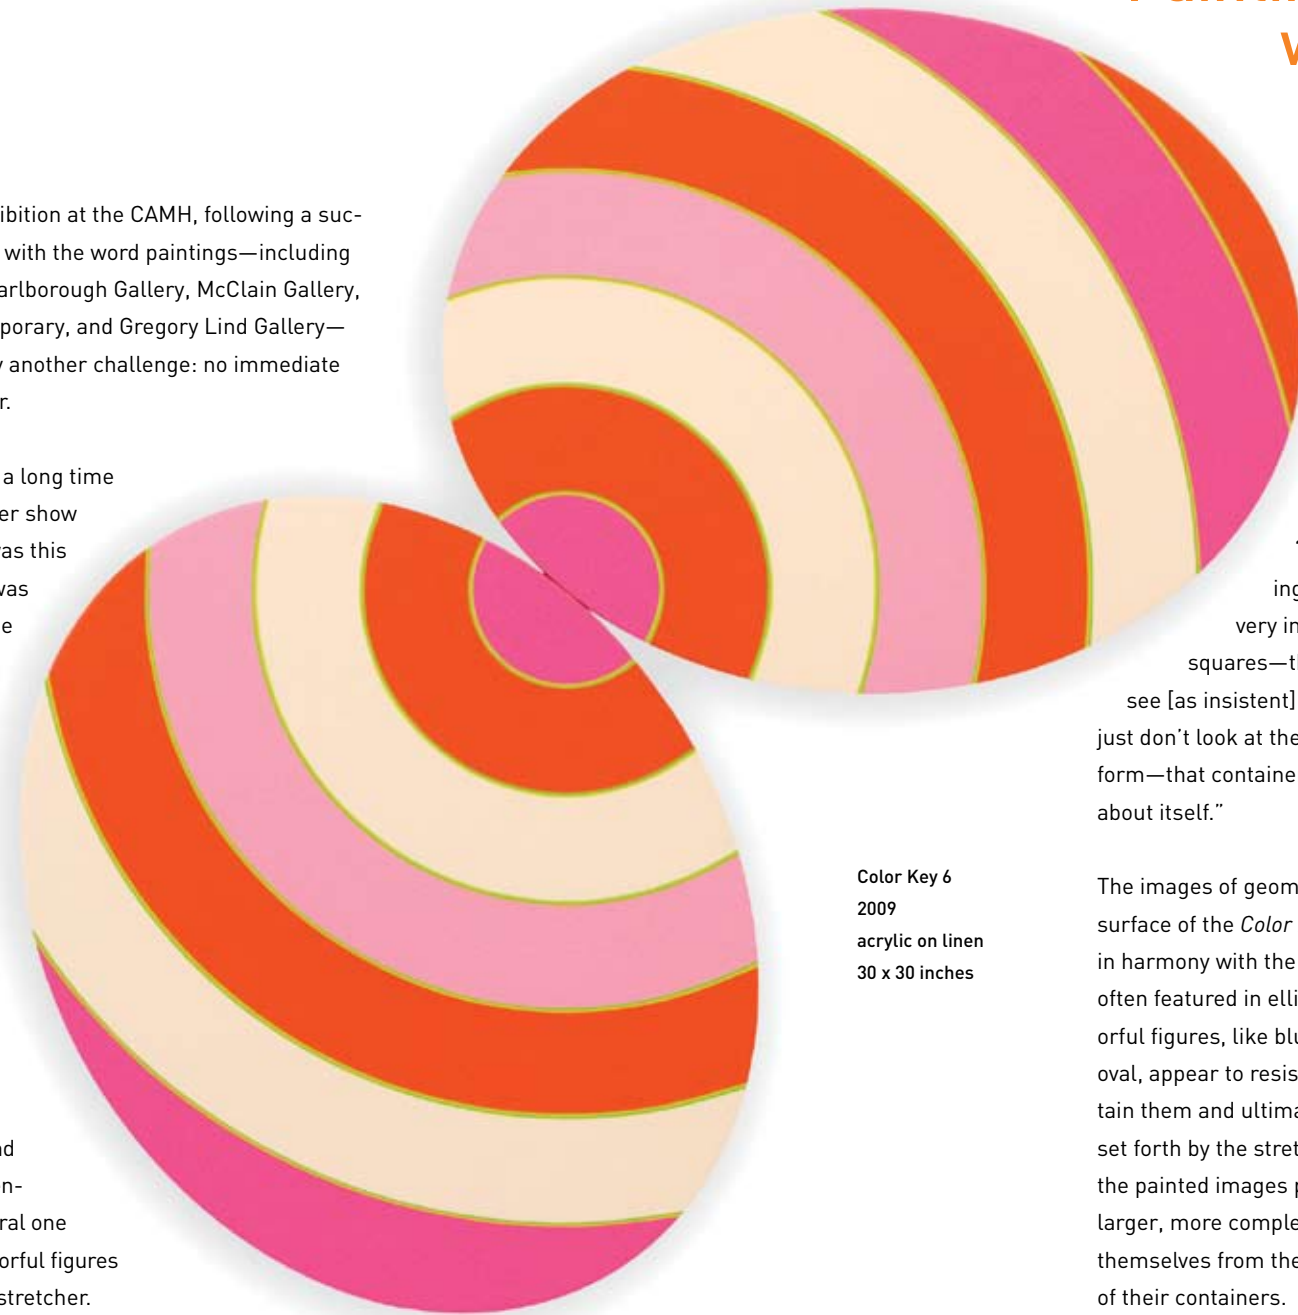 ibition at the CAMH, following a suc-
with the word paintings—including
arlborough Gallery, McClain Gallery,
porary, and Gregory Lind Gallery—
another challenge: no immediate
r.
a long time
er show
as this
was
e
nd
n-
ral one
orful figures
stretcher.
Color Key 6
2009
acrylic on linen
30 x 30 inches
ing
very in
squares—th
see [as insistent]
just don’t look at the
form—that containe
about itself.”
The images of geom
surface of the Color
in harmony with the
often featured in elli
orful figures, like blu
oval, appear to resis
tain them and ultima
set forth by the stret
the painted images p
larger, more comple
themselves from the
of their containers.